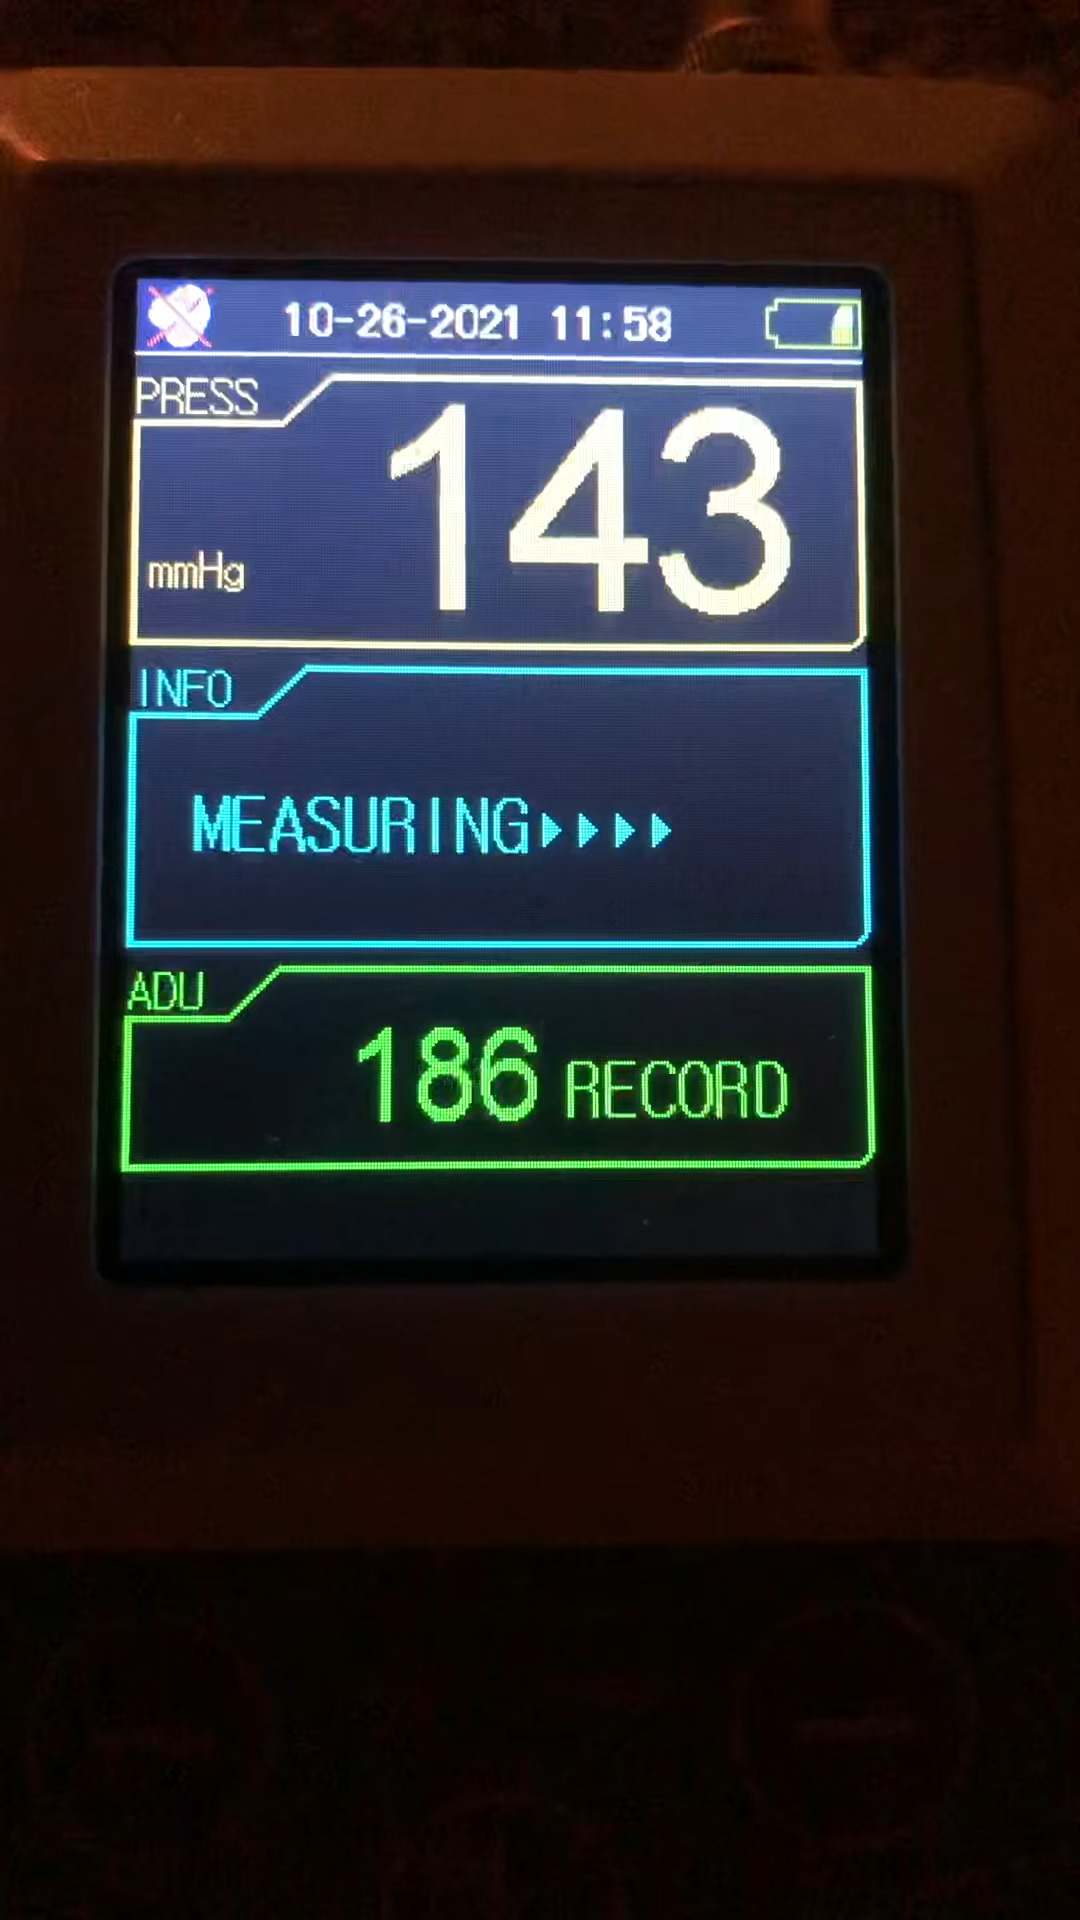 10-26-2021 11:58
PRESS
143
mmHg
INFO
MEASURING
ADU
186 RECORD